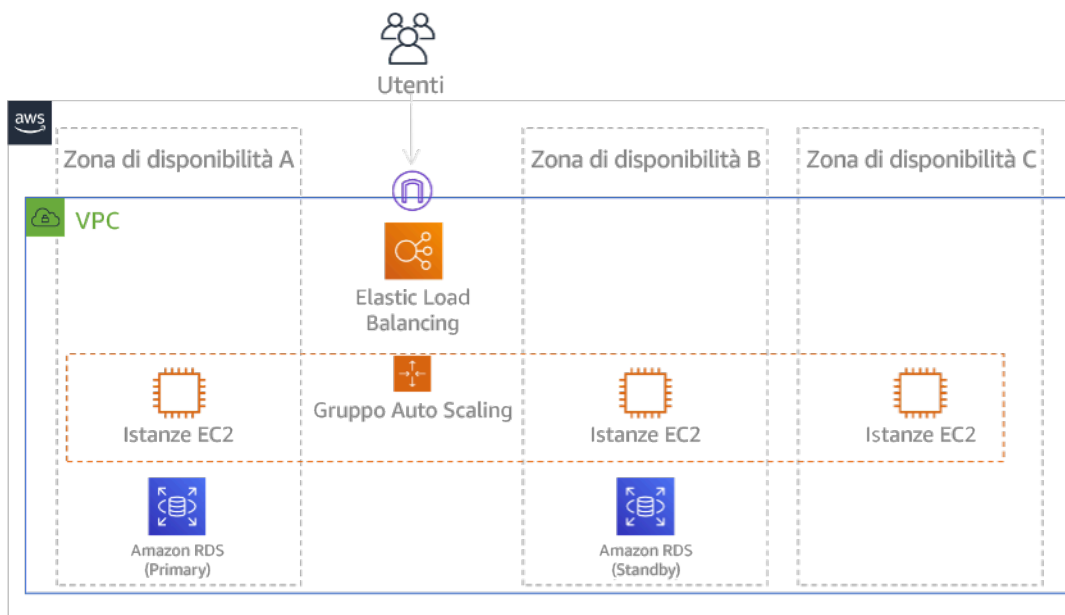 Utenti
aws
Zona di disponibilità A
Zona di disponibilità B
Zona di disponibilità C
VPC
Elastic Load
Balancing
Gruppo Auto Scaling
Istanze EC2
Istanze EC2
Istanze EC2
Amazon RDS
(Primary)
Amazon RDS
(Standby)